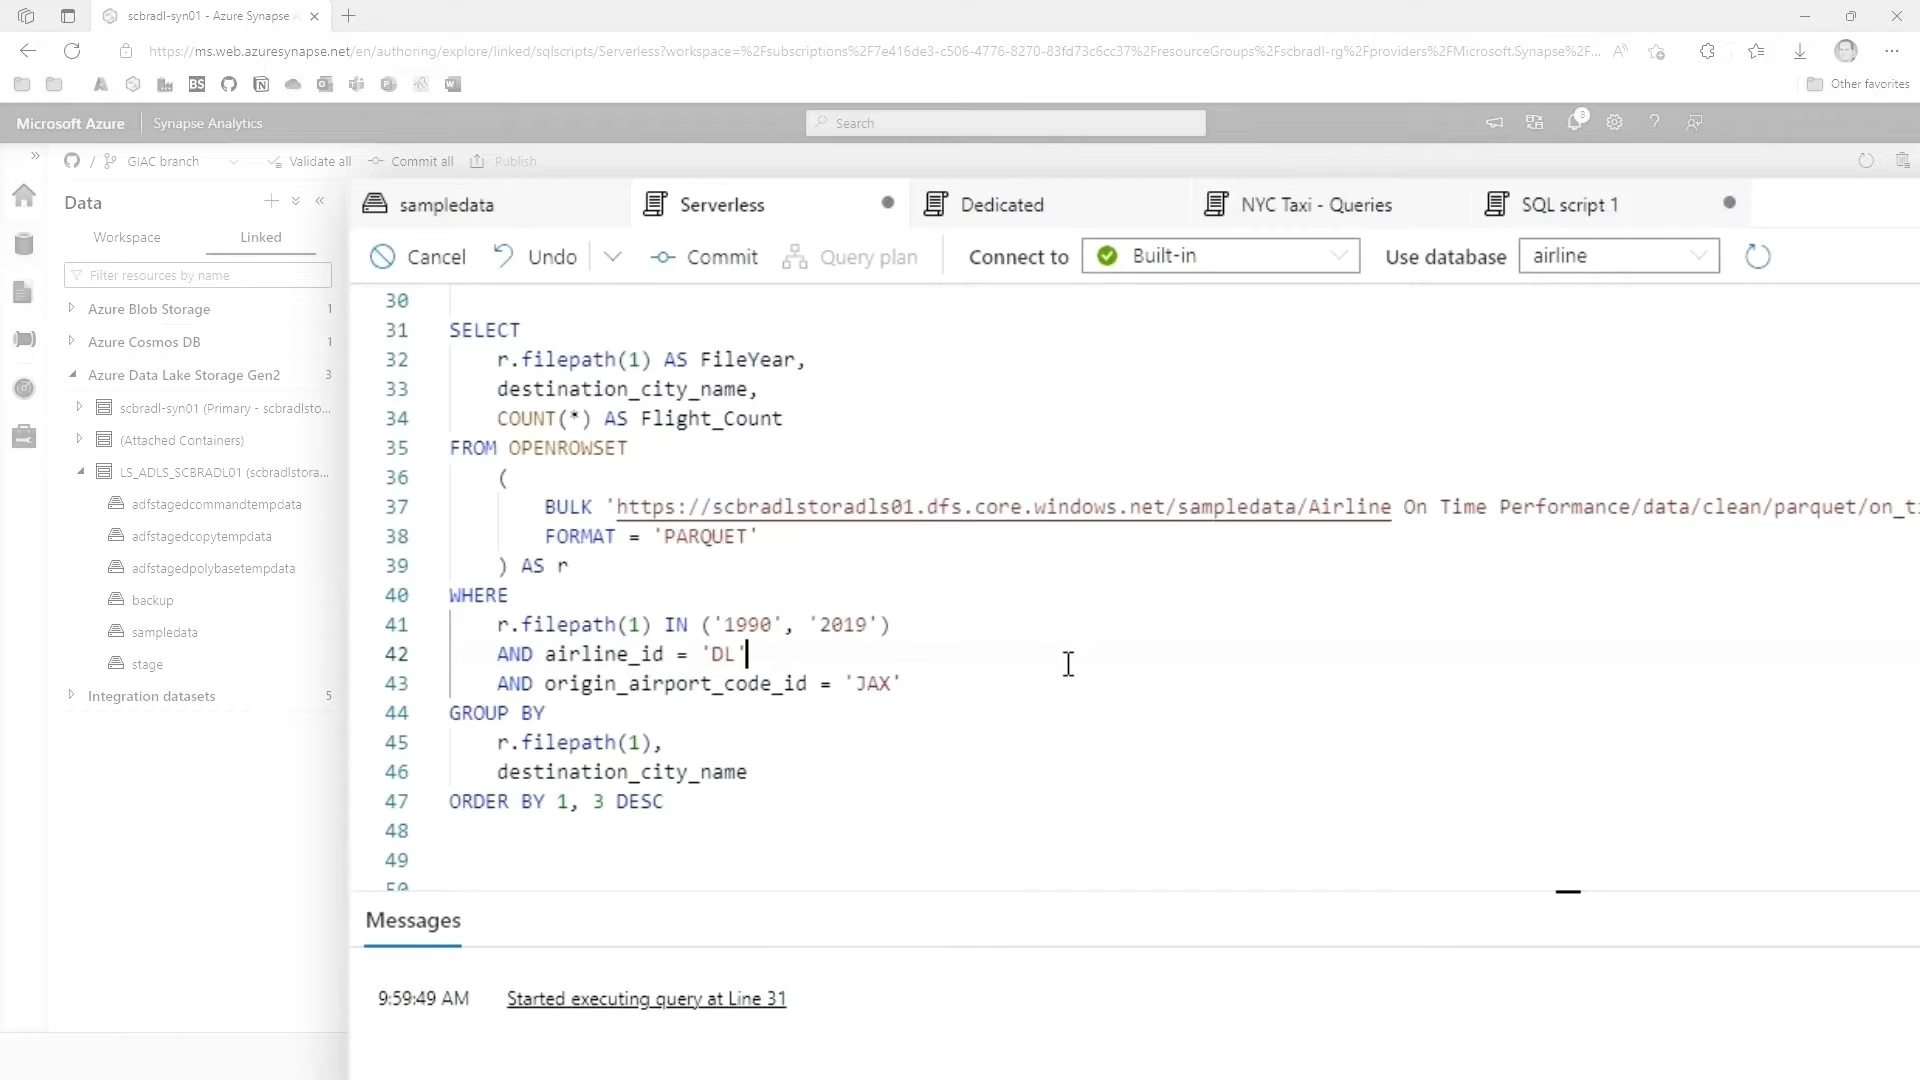 scbradl-syn01 - Azure Synapse
https://ms.web.azuresynapse.net/en/authoring/explore/linked/sqlscripts/Serverless?workspace=%2Fsubscriptions%2F7e416de3-c506-4776-8270-83fd73c6cc37%2FresourceGroups%2Fscbradl-rg%2Fproviders%2FMicrosoft.Synapse%2F...
BS
Other favorites
Microsoft Azure
Synapse Analytics
Search
3
/ GIAC branch
Validate all
Commit all
Publish
Data
Workspace
Linked
Filter resources by name
Azure Blob Storage 1
Azure Cosmos DB 1
Azure Data Lake Storage Gen2 3
scbradl-syn01 (Primary - scbradlsto...
(Attached Containers)
LS_ADLS_SCBRADL01 (scbradlstora...
adfstagedcommandtempdata
adfstagedcopytempdata
adfstagedpolybasetempdata
backup
sampledata
stage
Integration datasets 5
sampledata
Serverless
Dedicated
NYC Taxi - Queries
SQL script 1
Cancel
Undo
Commit
Query plan
Connect to
Built-in
Use database
airline
30
31 SELECT
32 r.filepath(1) AS FileYear,
33 destination_city_name,
34 COUNT(*) AS Flight_Count
35 FROM OPENROWSET
36 (
37 BULK 'https://scbradlstoradls01.dfs.core.windows.net/sampledata/Airline On Time Performance/data/clean/parquet/on_ti
38 FORMAT = 'PARQUET'
39 ) AS r
40 WHERE
41 r.filepath(1) IN ('1990', '2019')
42 AND airline_id = 'DL'
43 AND origin_airport_code_id = 'JAX'
44 GROUP BY
45 r.filepath(1),
46 destination_city_name
47 ORDER BY 1, 3 DESC
48
49
50
Messages
9:59:49 AM Started executing query at Line 31